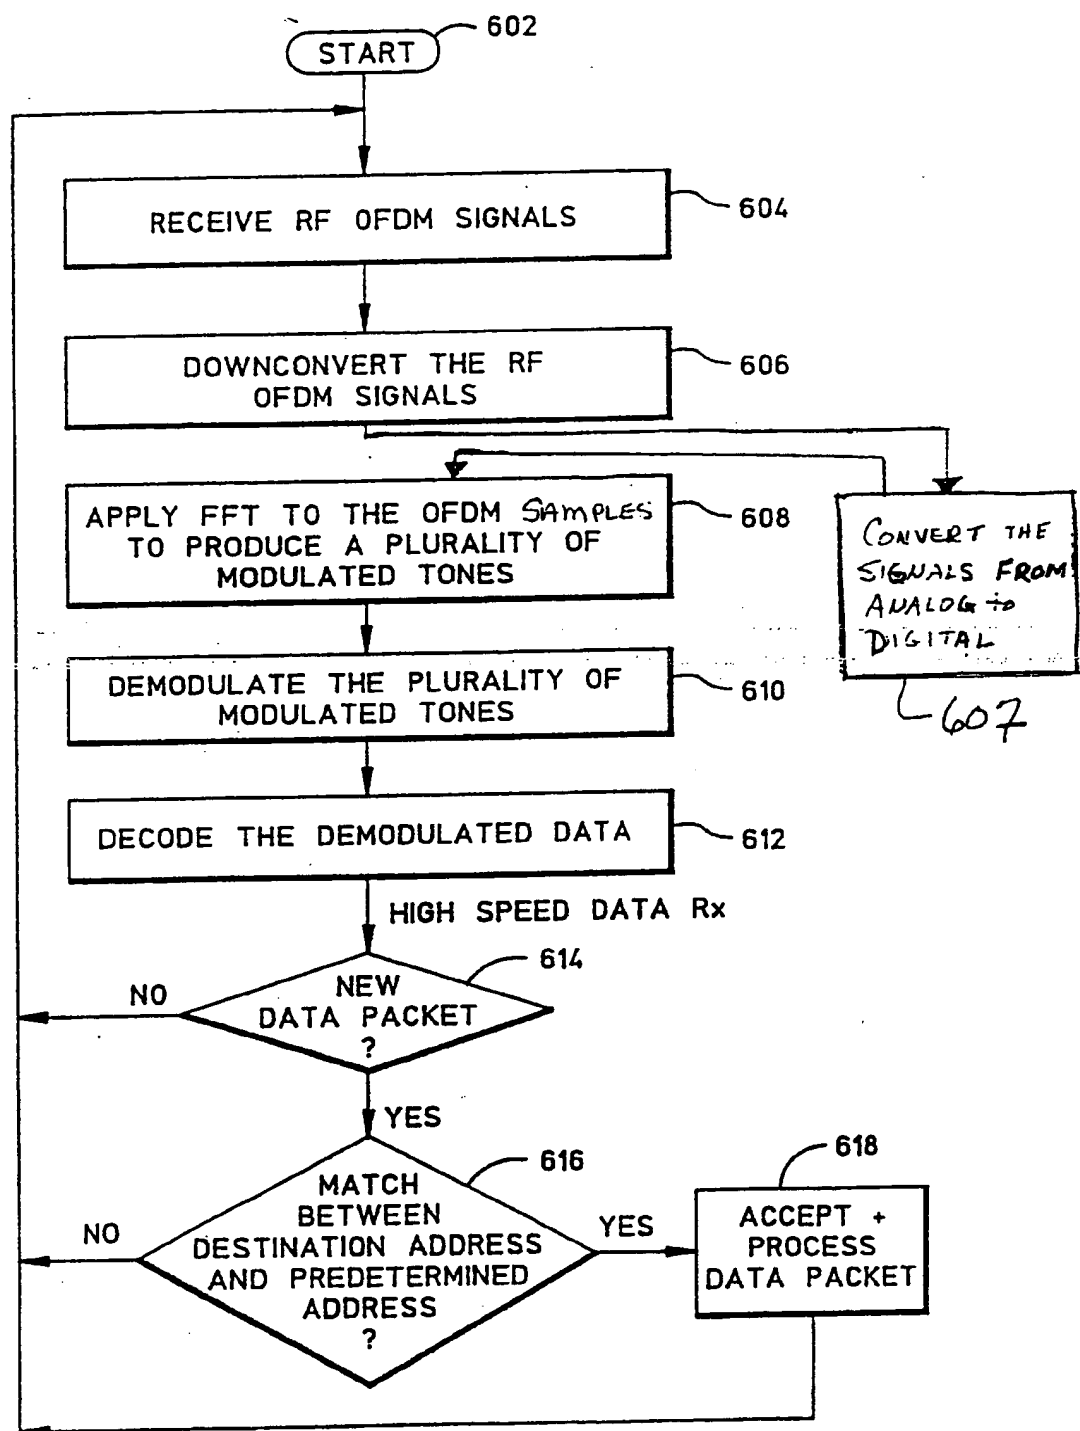 602
START
RECEIVE RF OFDM SIGNALS
604
DOWNCONVERT THE RF
OFDM SIGNALS
606
APPLY FFT TO THE OFDM SAMPLES
TO PRODUCE A PLURALITY OF
MODULATED TONES
608
CONVERT THE
SIGNALS FROM
ANALOG to
DIGITAL
607
DEMODULATE THE PLURALITY OF
MODULATED TONES
610
DECODE THE DEMODULATED DATA
612
HIGH SPEED DATA Rx
614
NEW
DATA PACKET
?
NO
YES
616
MATCH
BETWEEN
DESTINATION ADDRESS
AND PREDETERMINED
ADDRESS
?
NO
YES
618
ACCEPT +
PROCESS
DATA PACKET